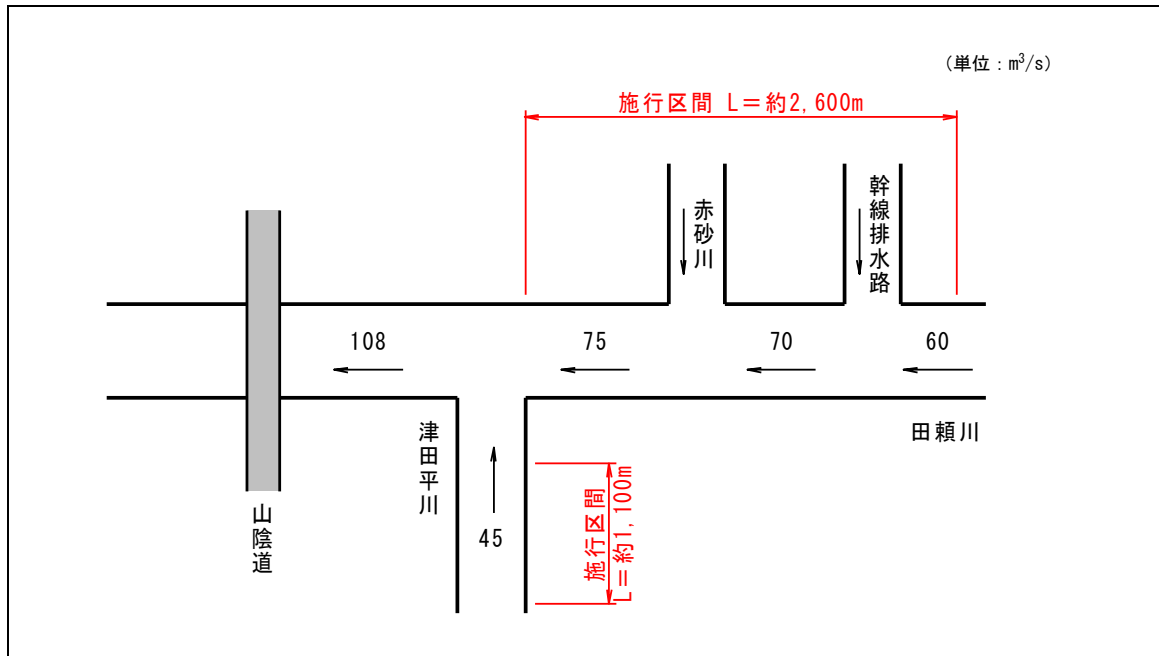 (単位：m³/s)
施行区間 L＝約2,600m
赤砂川
幹線排水路
108
75
70
60
田頼川
津田平川
45
施行区間
L＝約1,100m
山陰道